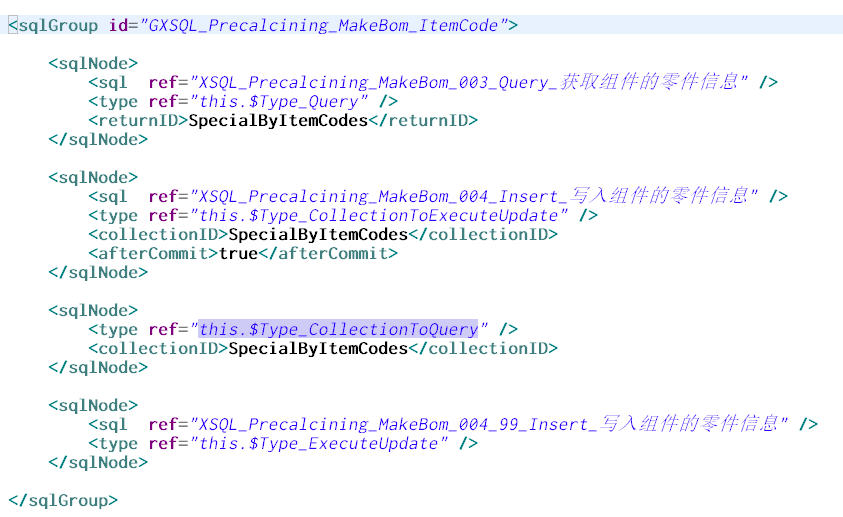 <sqlGroup id="GXSQL_Precalcining_MakeBom_ItemCode">
<sqlNode>
<sql ref="XSQL_Precalcining_MakeBom_003_Query_获取组件的零件信息" />
<type ref="this.$Type_Query" />
<returnID>SpecialByItemCodes</returnID>
</sqlNode>
<sqlNode>
<sql ref="XSQL_Precalcining_MakeBom_004_Insert_写入组件的零件信息" />
<type ref="this.$Type_CollectionToExecuteUpdate" />
<collectionID>SpecialByItemCodes</collectionID>
<afterCommit>true</afterCommit>
</sqlNode>
<sqlNode>
<type ref="this.$Type_CollectionToQuery" />
<collectionID>SpecialByItemCodes</collectionID>
</sqlNode>
<sqlNode>
<sql ref="XSQL_Precalcining_MakeBom_004_99_Insert_写入组件的零件信息" />
<type ref="this.$Type_ExecuteUpdate" />
</sqlNode>
</sqlGroup>